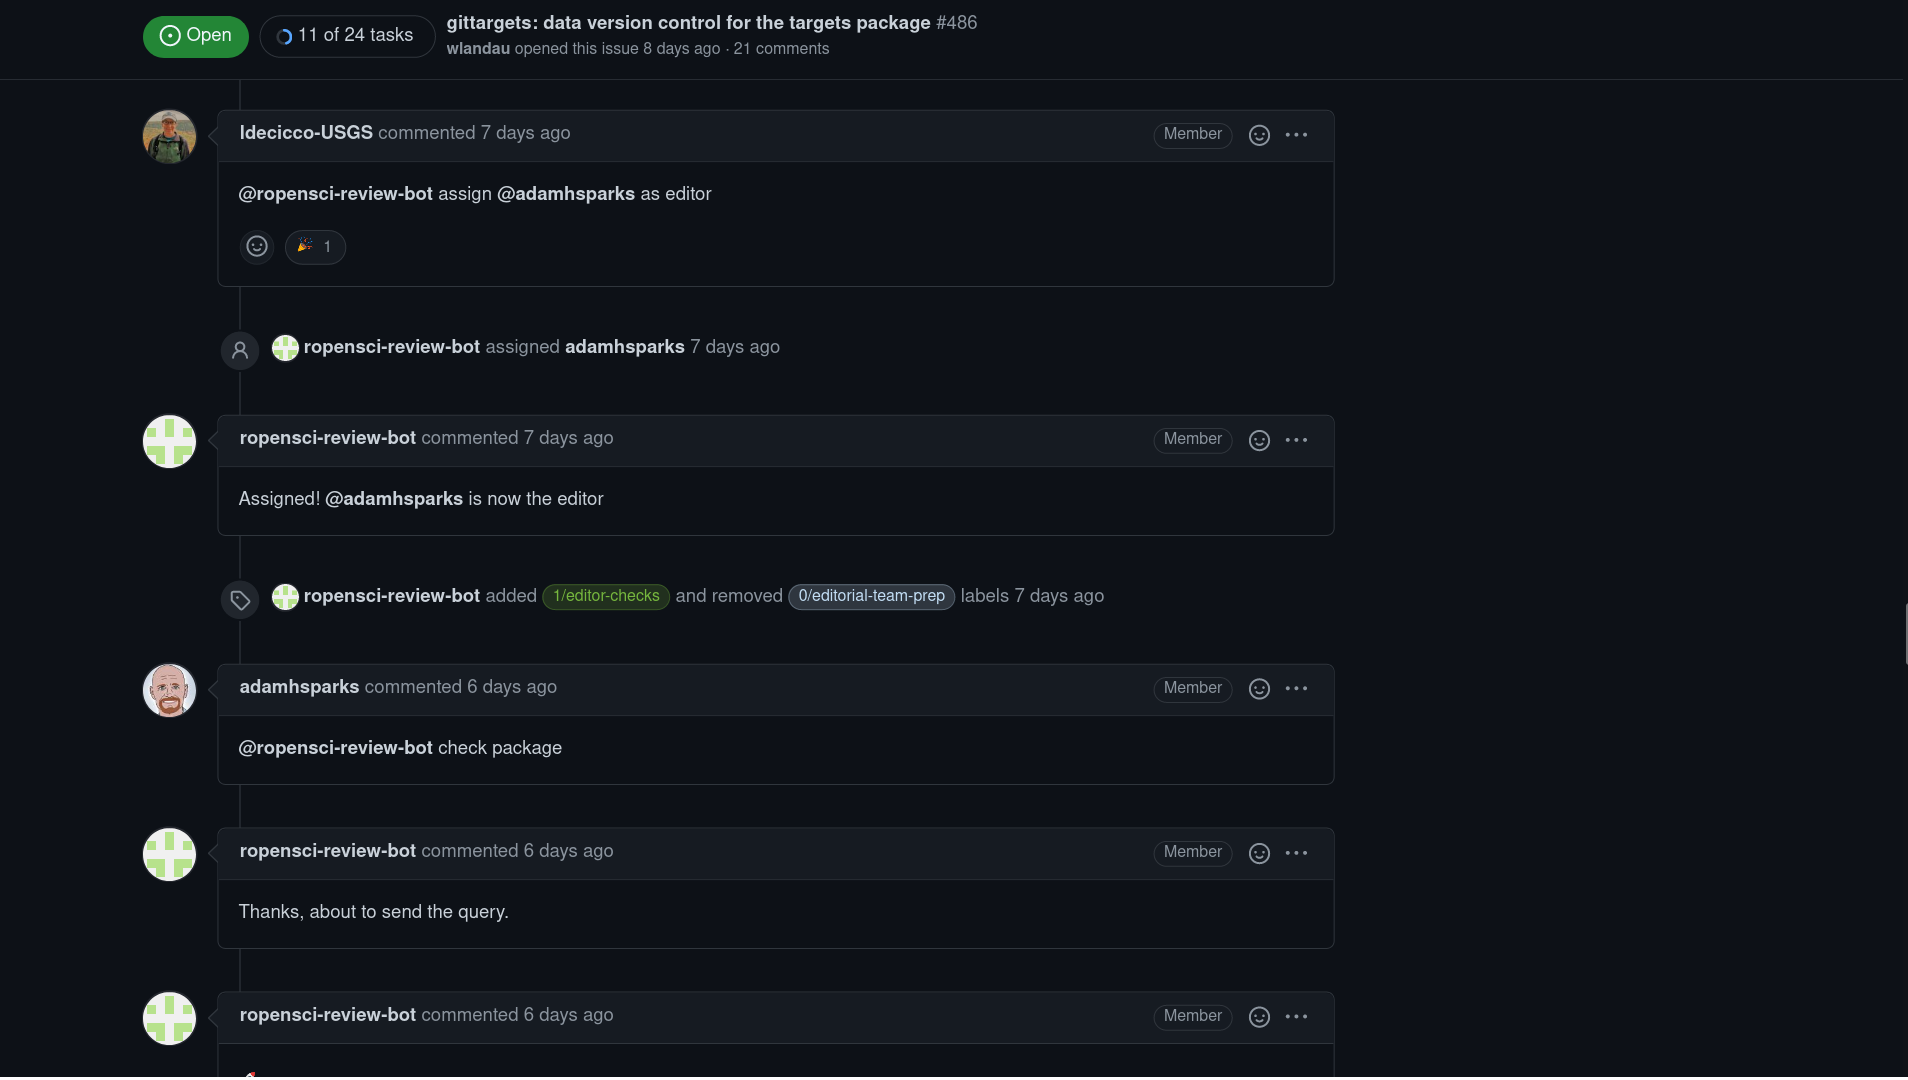 Open
11 of 24 tasks
gittargets: data version control for the targets package #486
wlandau opened this issue 8 days ago · 21 comments
ldecicco-USGS commented 7 days ago
Member
@ropensci-review-bot assign @adamhsparks as editor
1
ropensci-review-bot assigned adamhsparks 7 days ago
ropensci-review-bot commented 7 days ago
Member
Assigned! @adamhsparks is now the editor
ropensci-review-bot added 1/editor-checks and removed 0/editorial-team-prep labels 7 days ago
adamhsparks commented 6 days ago
Member
@ropensci-review-bot check package
ropensci-review-bot commented 6 days ago
Member
Thanks, about to send the query.
ropensci-review-bot commented 6 days ago
Member